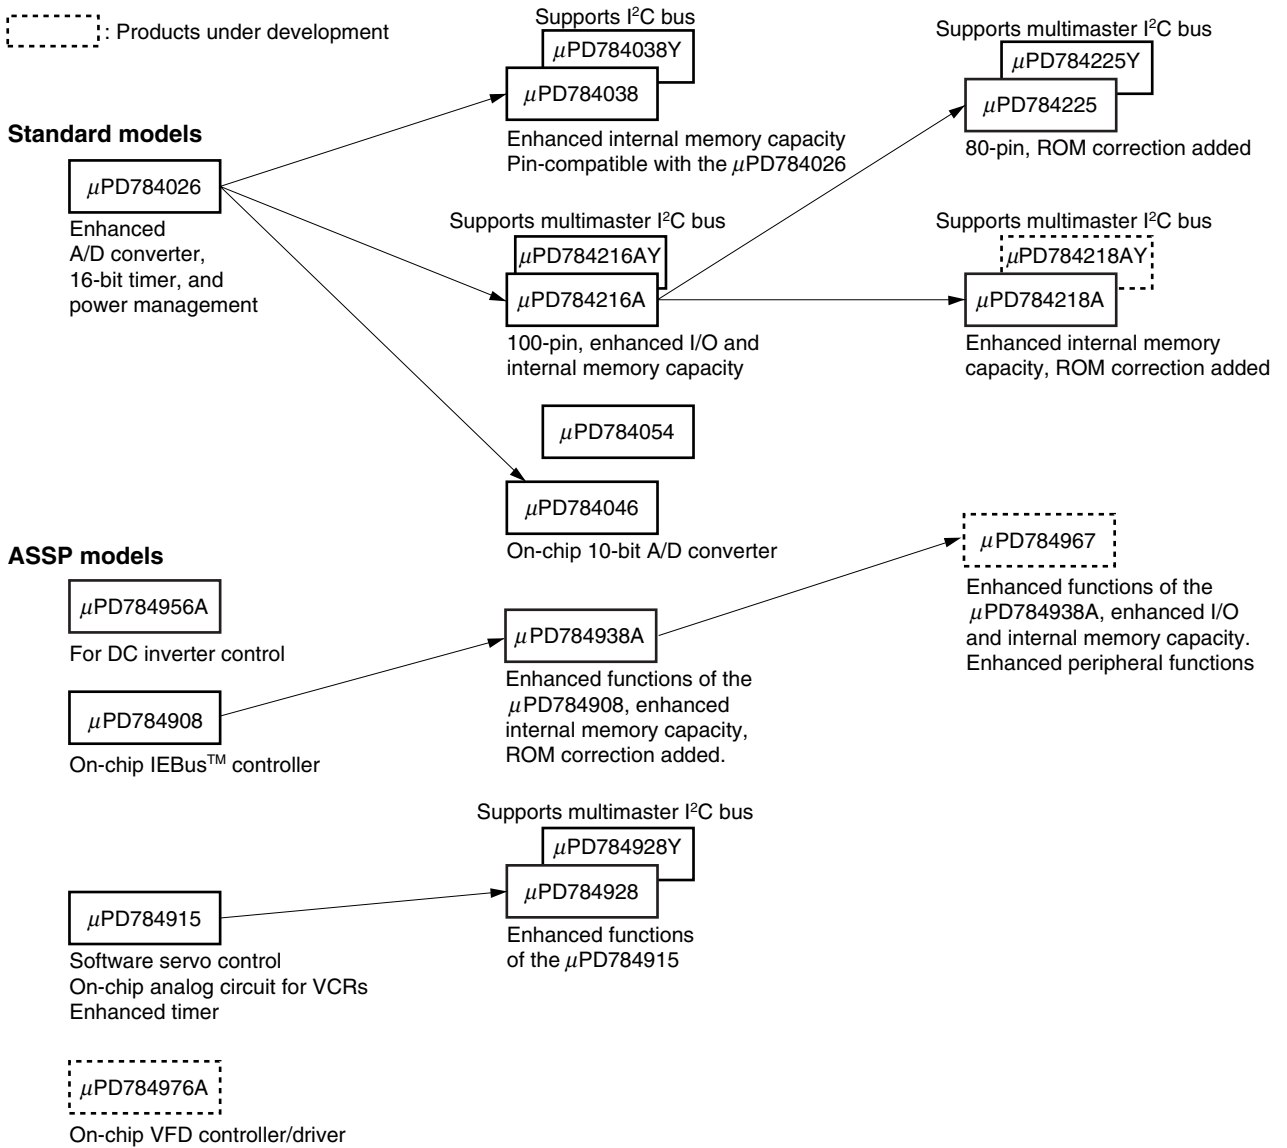 : Products under development
Supports I²C bus
μPD784038Y
μPD784038
Enhanced internal memory capacity
Pin-compatible with the μPD784026
Supports multimaster I²C bus
μPD784225Y
μPD784225
80-pin, ROM correction added
Standard models
μPD784026
Enhanced
A/D converter,
16-bit timer, and
power management
Supports multimaster I²C bus
μPD784216AY
μPD784216A
100-pin, enhanced I/O and
internal memory capacity
Supports multimaster I²C bus
μPD784218AY
μPD784218A
Enhanced internal memory
capacity, ROM correction added
μPD784054
μPD784046
On-chip 10-bit A/D converter
ASSP models
μPD784956A
For DC inverter control
μPD784908
On-chip IEBus™ controller
μPD784938A
Enhanced functions of the
μPD784908, enhanced
internal memory capacity,
ROM correction added.
μPD784967
Enhanced functions of the
μPD784938A, enhanced I/O
and internal memory capacity.
Enhanced peripheral functions
Supports multimaster I²C bus
μPD784928Y
μPD784928
Enhanced functions
of the μPD784915
μPD784915
Software servo control
On-chip analog circuit for VCRs
Enhanced timer
μPD784976A
On-chip VFD controller/driver